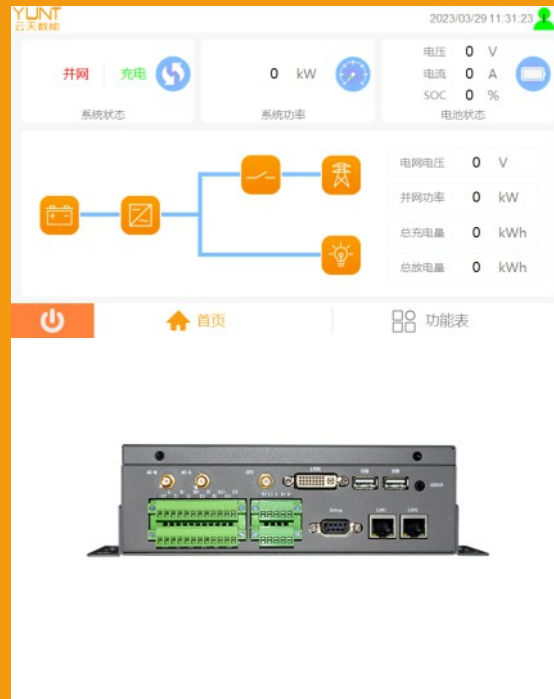 YUNT
云天数能
2023/03/29 11:31:23
并网 充电
系统状态
0 kW
系统功率
电压 0 V
电流 0 A
SOC 0 %
电池状态
电网电压 0 V
并网功率 0 kW
总充电量 0 kWh
总放电量 0 kWh
首页
功能表
USB
USB
Debug
LAN1
LAN2